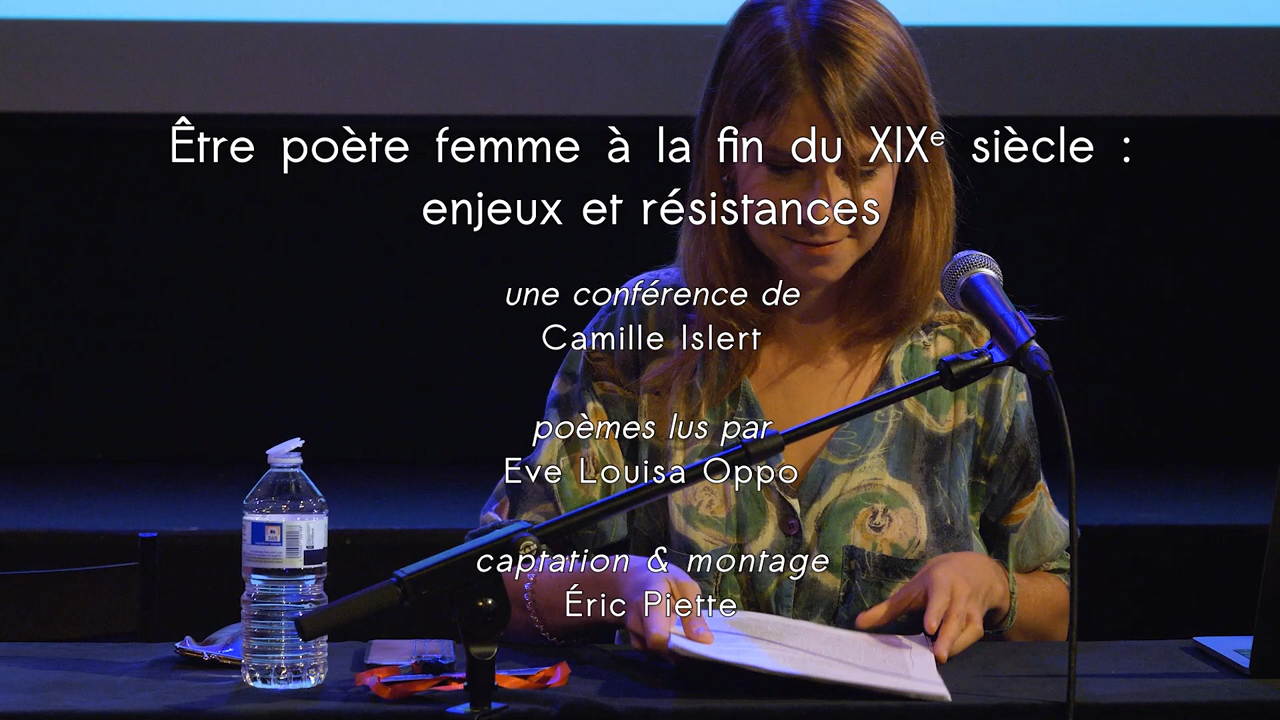 Être poète femme à la fin du XIXᵉ siècle :
enjeux et résistances
une conférence de
Camille Islert
poèmes lus par
Eve Louisa Oppo
captation & montage
Éric Piette
365